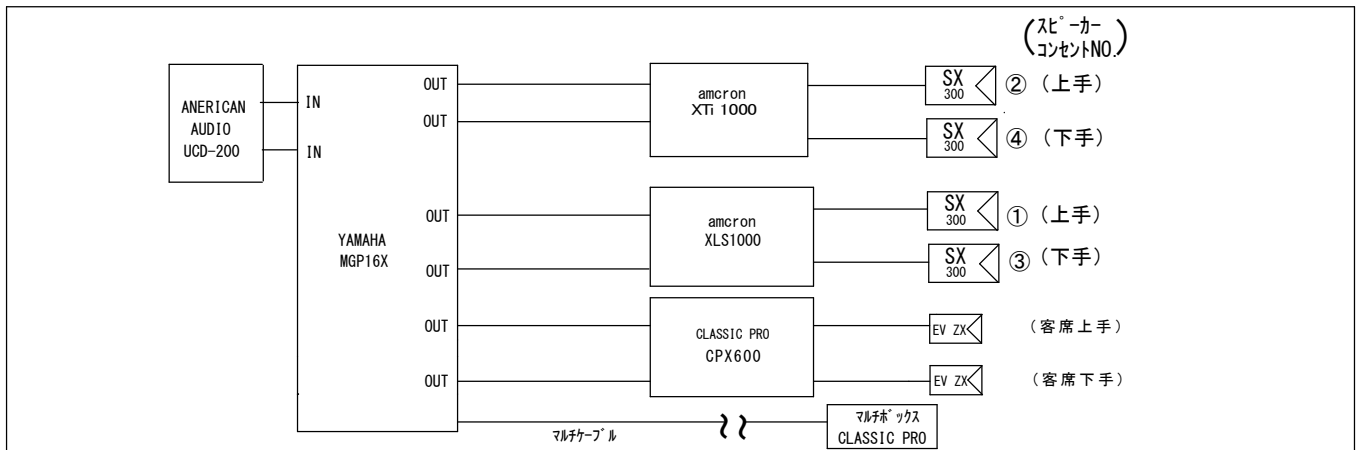 (スピーカー
コンセントNO.)
ANERICAN
AUDIO
UCD-200
IN
IN
YAMAHA
MGP16X
OUT
OUT
OUT
OUT
OUT
OUT
amcron
XTi 1000
SX
300
② (上手)
SX
300
④ (下手)
amcron
XLS1000
SX
300
① (上手)
SX
300
③ (下手)
CLASSIC PRO
CPX600
EV ZX
(客席上手)
EV ZX
(客席下手)
マルチケーブル
マルチボックス
CLASSIC PRO